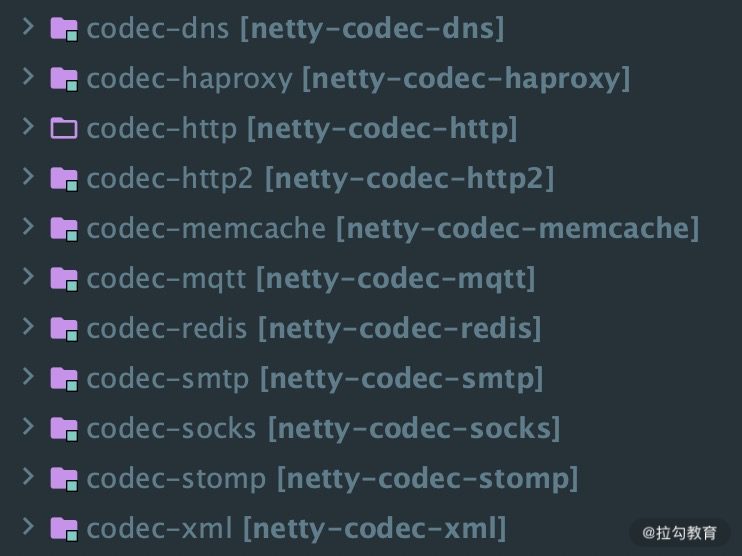 codec-dns [netty-codec-dns]
codec-haproxy [netty-codec-haproxy]
codec-http [netty-codec-http]
codec-http2 [netty-codec-http2]
codec-memcache [netty-codec-memcache]
codec-mqtt [netty-codec-mqtt]
codec-redis [netty-codec-redis]
codec-smtp [netty-codec-smtp]
codec-socks [netty-codec-socks]
codec-stomp [netty-codec-stomp]
codec-xml [netty-codec-xml]
@拉勾教育